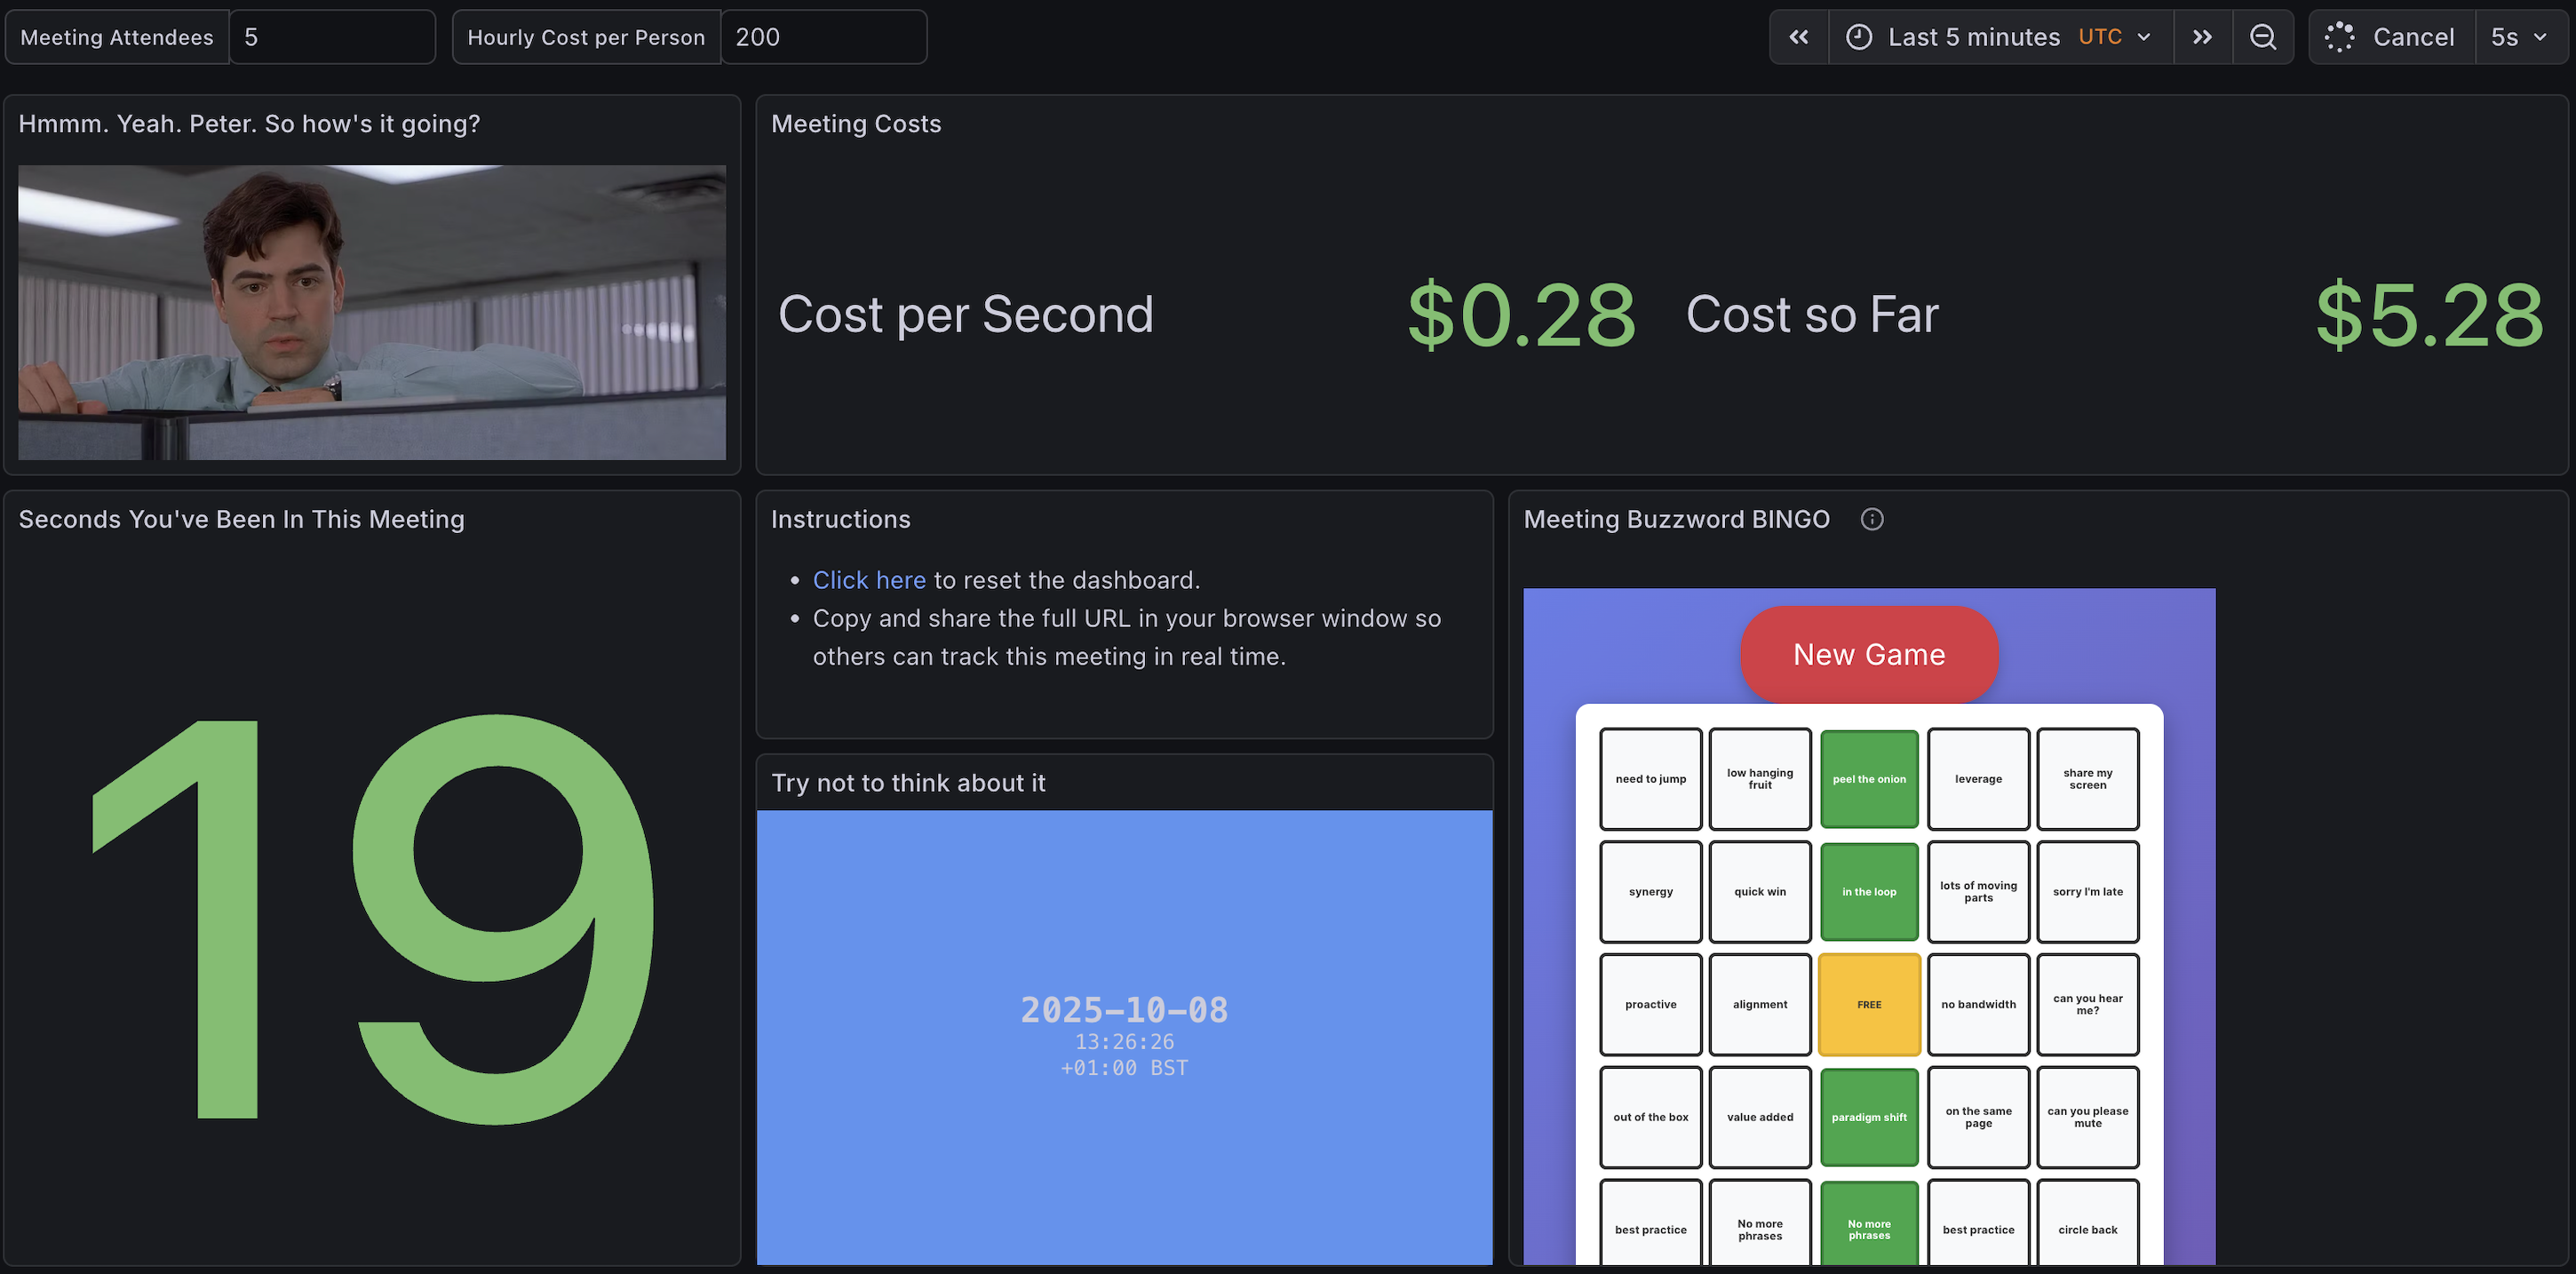 Meeting Attendees 5 Hourly Cost per Person 200 Last 5 minutes UTC Cancel 5s
Hmmm. Yeah. Peter. So how's it going?
Meeting Costs
Cost per Second $0.28 Cost so Far $5.28
Seconds You've Been In This Meeting
19
Instructions
• Click here to reset the dashboard.
• Copy and share the full URL in your browser window so
others can track this meeting in real time.
Try not to think about it
2025-10-08
13:26:26
+01:00 BST
Meeting Buzzword BINGO
New Game
need to jump
low hanging
fruit
peel the onion
leverage
share my
screen
synergy
quick win
in the loop
lots of moving
parts
sorry I'm late
proactive
alignment
FREE
no bandwidth
can you hear
me?
out of the box
value added
paradigm shift
on the same
page
can you please
mute
best practice
No more
phrases
No more
phrases
best practice
circle back